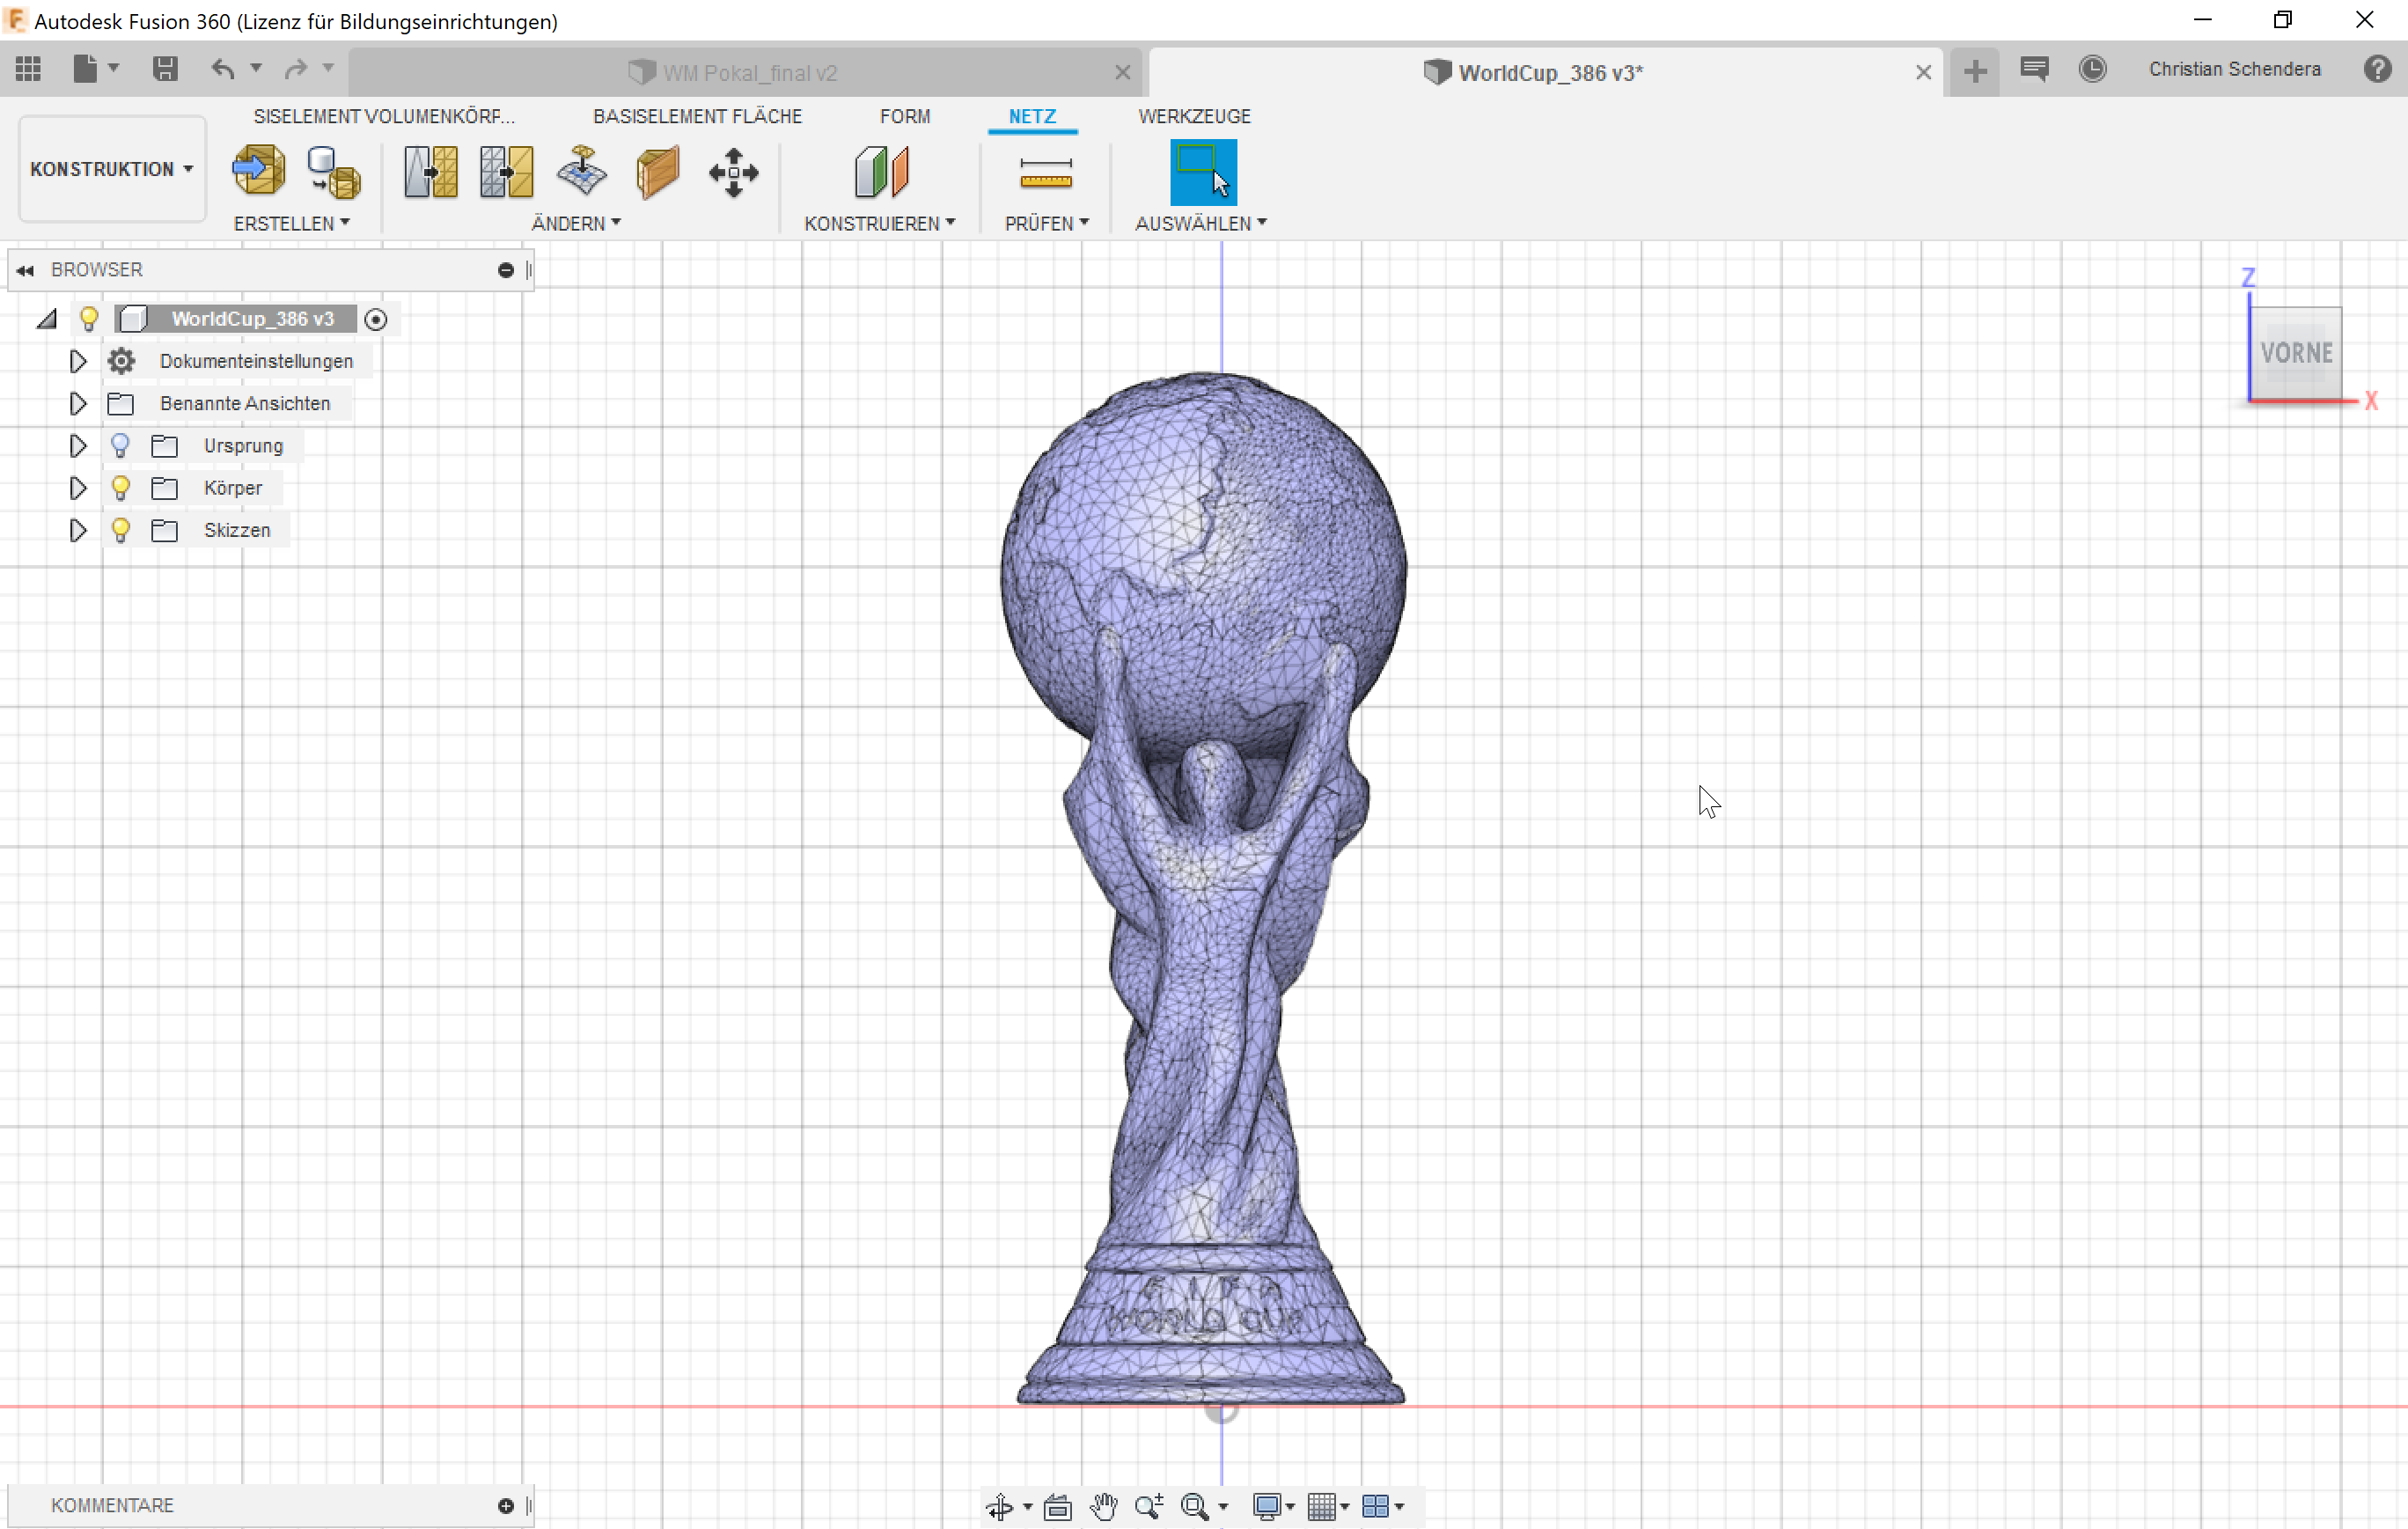 Autodesk Fusion 360 (Lizenz für Bildungseinrichtungen)
WM Pokal_final v2
WorldCup_386 v3*
Christian Schendera
SISELEMENT VOLUMENKÖRF...
BASISELEMENT FLÄCHE
FORM
NETZ
WERKZEUGE
KONSTRUKTION
ERSTELLEN
ÄNDERN
KONSTRUIEREN
PRÜFEN
AUSWÄHLEN
BROWSER
WorldCup_386 v3
Dokumenteinstellungen
Benannte Ansichten
Ursprung
Körper
Skizzen
Z
VORNE
X
FIFA
WORLD CUP
KOMMENTARE